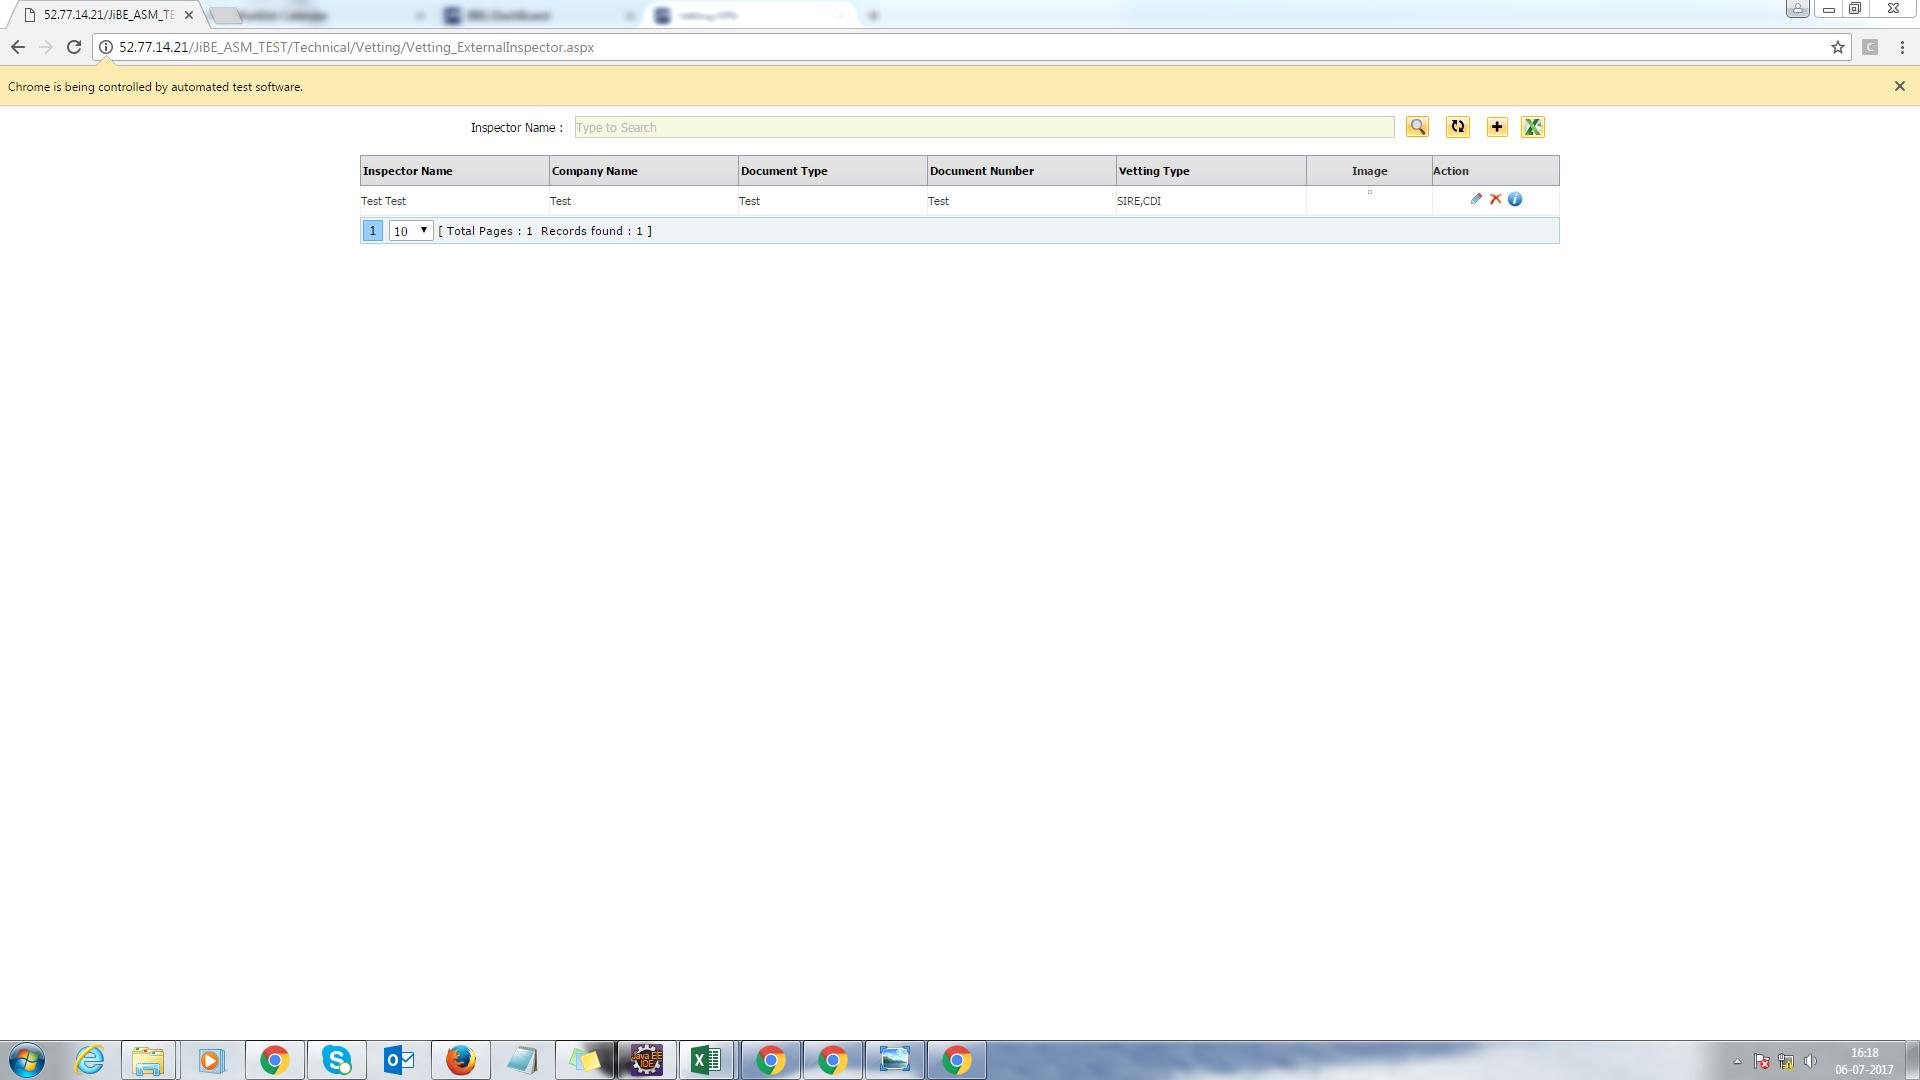 52.77.14.21/JiBE_ASM_TE
52.77.14.21/JiBE_ASM_TEST/Technical/Vetting/Vetting_ExternalInspector.aspx
C
Chrome is being controlled by automated test software.
Inspector Name : Type to Search
Inspector Name Company Name Document Type Document Number Vetting Type Image Action
Test Test Test Test Test SIRE,CDI
1 10 [ Total Pages : 1 Records found : 1 ]
Java EE
IDE
16:18
06-07-2017